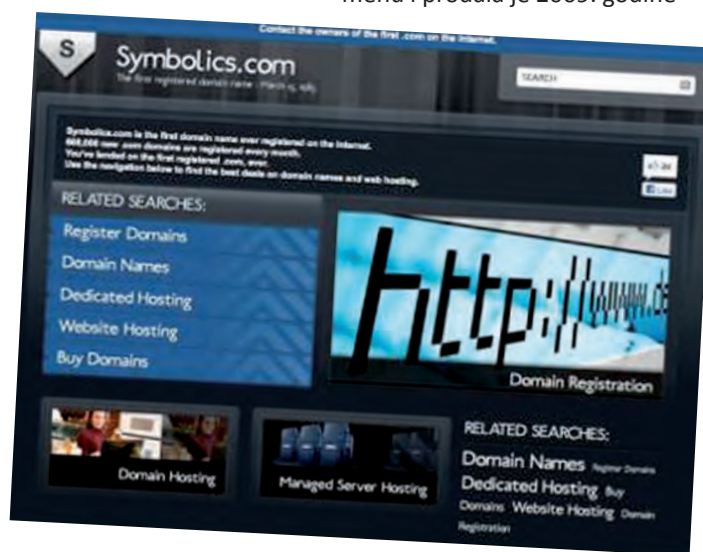 menu i prodala je 2009. godine
Contact the owners of the first .com on the internet.
S
Symbolics.com
The first registered domain name - March 15, 1985
SEARCH
Symbolics.com is the first domain name ever registered on the internet.
668,000 new .com domains are registered every month.
You've landed on the first registered .com, ever.
Use the navigation below to find the best deals on domain names and web hosting.
Like
RELATED SEARCHES:
Register Domains
Domain Names
Dedicated Hosting
Website Hosting
Buy Domains
http://www.d
Domain Registration
Domain Hosting
Managed Server Hosting
RELATED SEARCHES:
Domain Names Register Domains
Dedicated Hosting Buy
Domains Website Hosting Domain
Registration